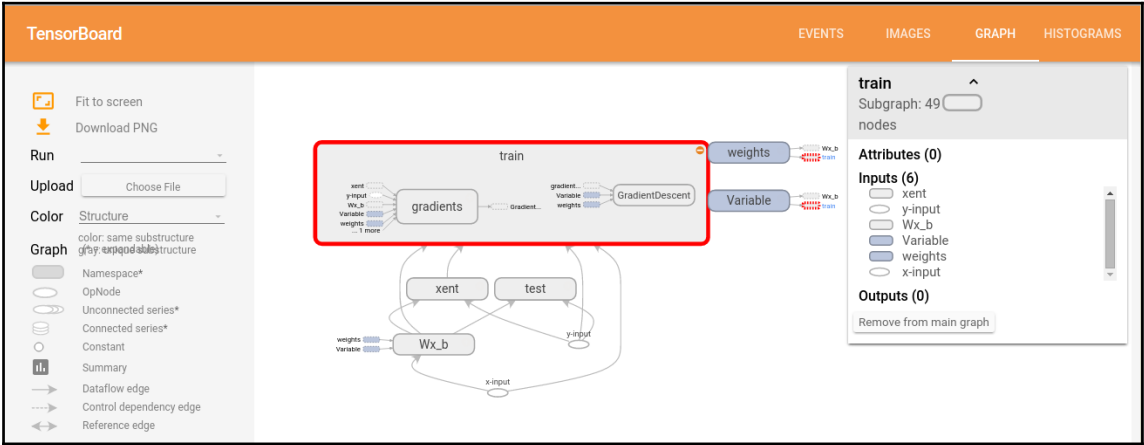 TensorBoard
EVENTS
IMAGES
GRAPH
HISTOGRAMS
Fit to screen
Download PNG
Run
Upload
Choose File
Color
Structure
color: same substructure
gray: unique substructure
Graph
(* = expandable)
Namespace*
OpNode
Unconnected series*
Connected series*
Constant
Summary
Dataflow edge
Control dependency edge
Reference edge
train
xent
y-input
Wx_b
Variable
weights
... 1 more
gradients
Gradient...
gradient...
Variable
weights
GradientDescent
weights
Wx_b
train
Variable
Wx_b
train
xent
test
weights
Variable
Wx_b
y-input
x-input
train
Subgraph: 49
nodes
Attributes (0)
Inputs (6)
xent
y-input
Wx_b
Variable
weights
x-input
Outputs (0)
Remove from main graph